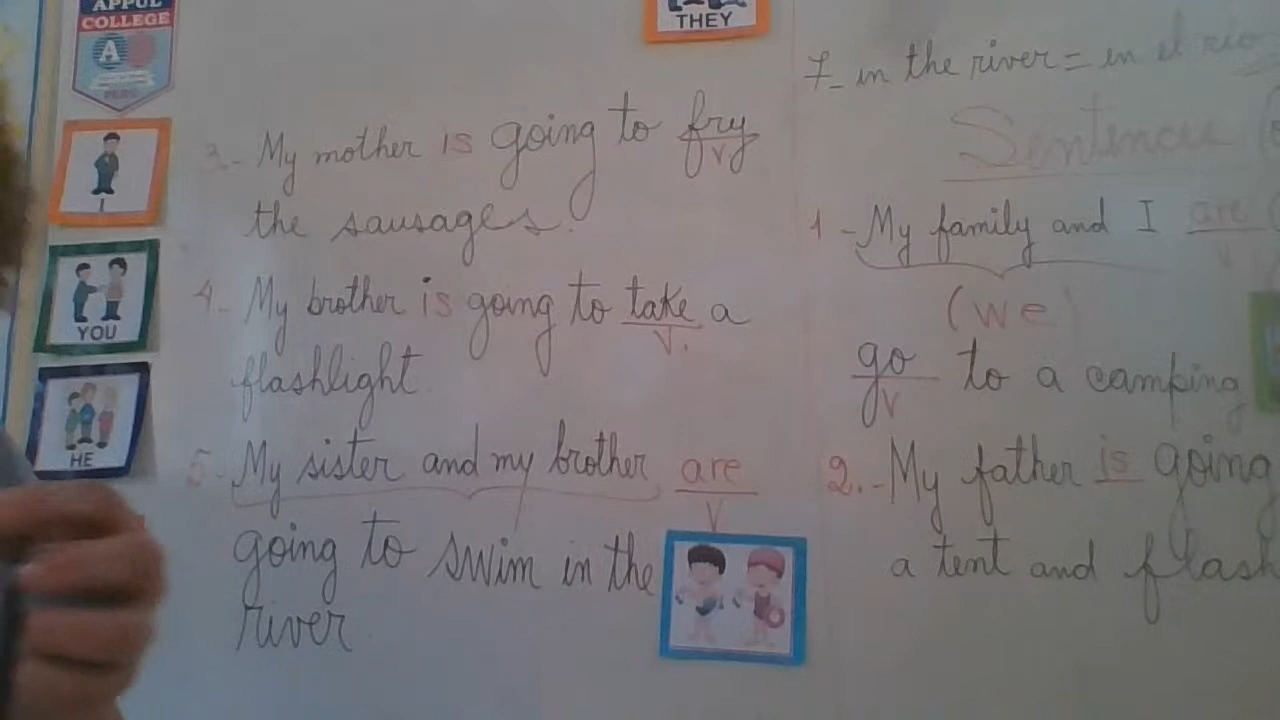 APPUL
COLLEGE
A
PERÚ
I
YOU
HE
THEY
3.- My mother is going to fry
V
the sausages.
4.- My brother is going to take a
V.
flashlight
5.- My sister and my brother are
V
going to swim in the
river
7- in the river = en el rio
Sentences
1- My family and I are
V
(we)
go to a camping
V
2.- My father is going
a tent and flash